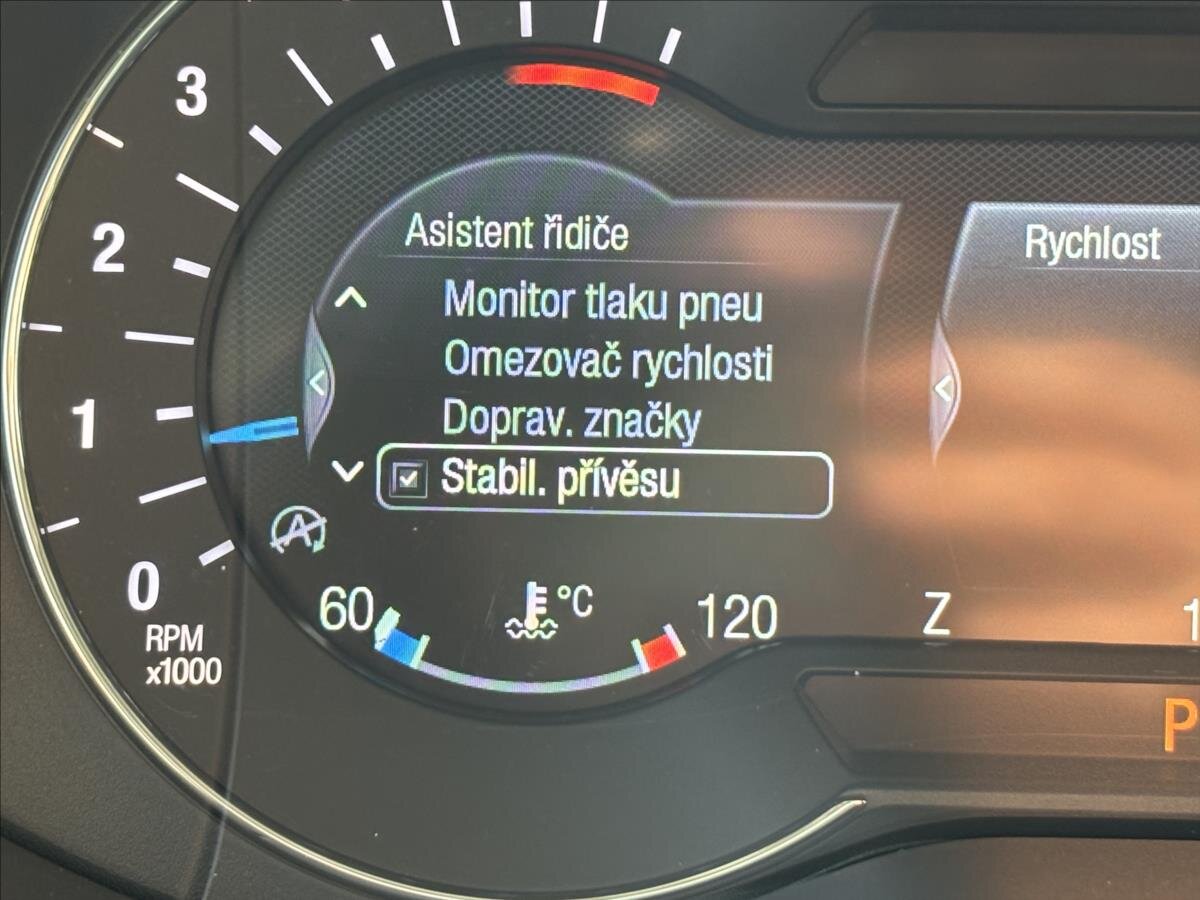 3
2
1
0
RPM
x1000
Asistent řidiče
Monitor tlaku pneu
Omezovač rychlosti
Doprav. značky
Stabil. přívěsu
A
60
°C
120
Rychlost
Z
1
P